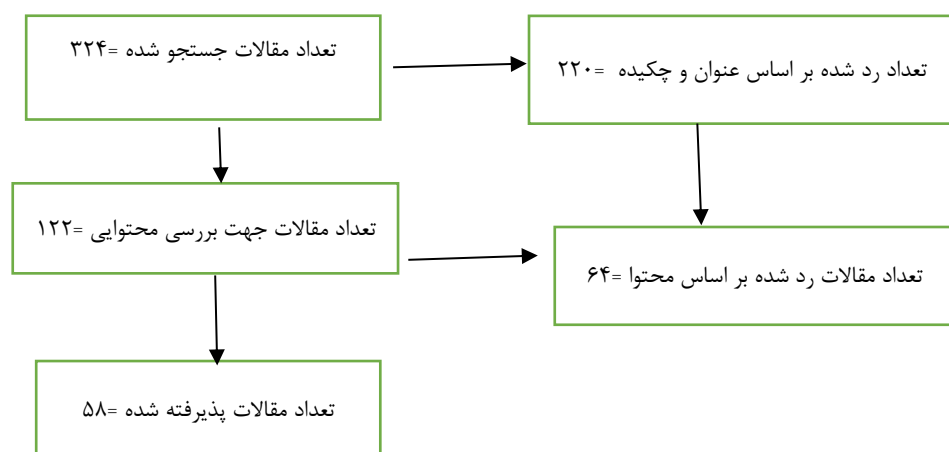 تعداد مقالات جستجو شده =۳۲۴
تعداد رد شده بر اساس عنوان و چکیده =۲۲۰
تعداد مقالات جهت بررسی محتوایی =۱۲۲
تعداد مقالات رد شده بر اساس محتوا =۶۴
تعداد مقالات پذیرفته شده =۵۸